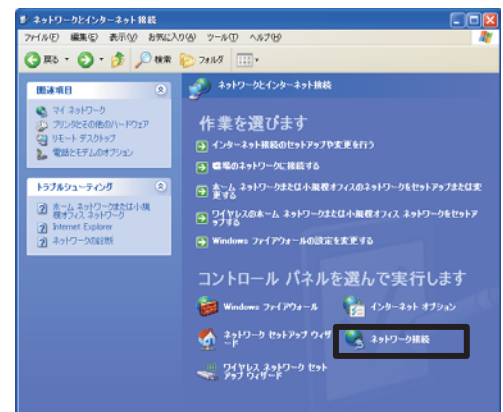 ネットワークとインターネット接続
ファイル(F) 編集(E) 表示(V) お気に入り(A) ツール(T) ヘルプ(H)
戻る 検索 フォルダ
関連項目
マイ ネットワーク
プリンタとその他のハードウェア
リモート デスクトップ
電話とモデムのオプション
トラブルシューティング
ホーム ネットワークまたは小規
模オフィス ネットワーク
Internet Explorer
ネットワークの診断
ネットワークとインターネット接続
作業を選びます
インターネット接続のセットアップや変更を行う
職場のネットワークに接続する
ホーム ネットワークまたは小規模オフィスのネットワークをセットアップまたは変
更する
ワイヤレスのホーム ネットワークまたは小規模オフィス ネットワークをセットア
ップする
Windows ファイアウォールの設定を変更する
コントロール パネルを選んで実行します
Windows ファイアウォール
インターネット オプション
ネットワーク セットアップ ウィザ
ード
ネットワーク接続
ワイヤレス ネットワーク セット
アップ ウィザード